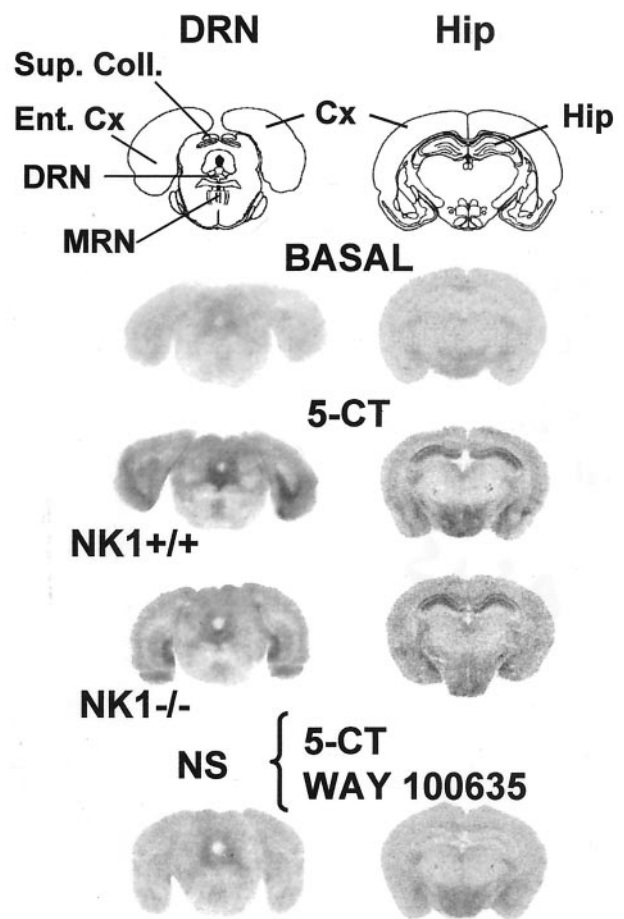 DRN Hip
Sup. Coll.
Ent. Cx Cx Hip
DRN
MRN
BASAL
5-CT
NK1+/+
NK1-/-
NS { 5-CT
WAY 100635